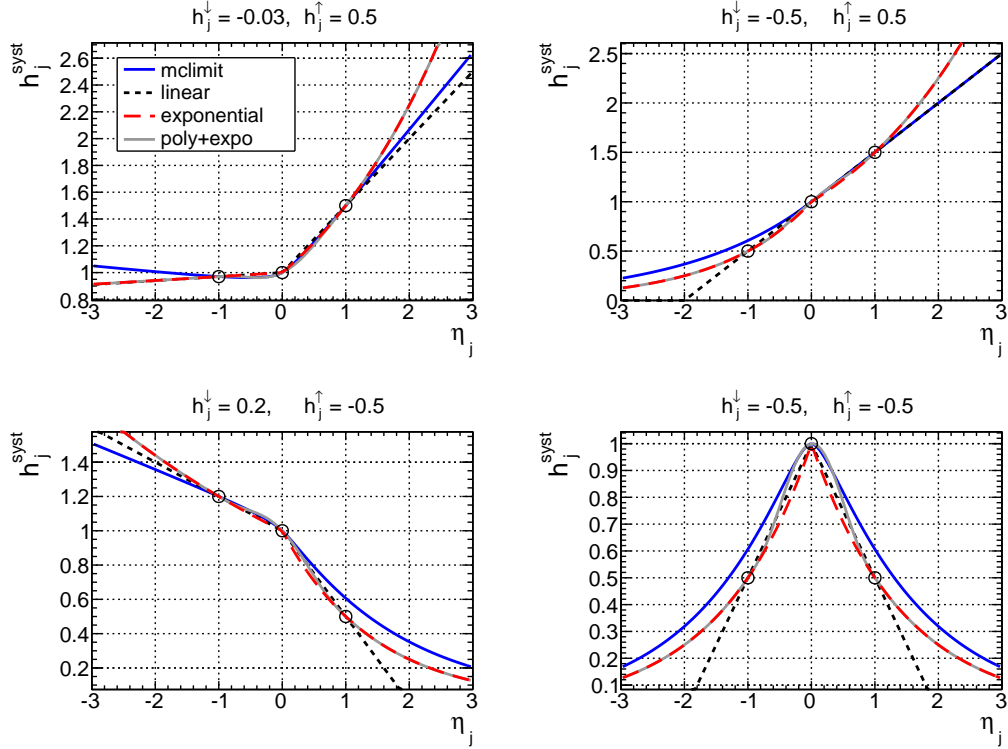 h_j^↓ = -0.03, h_j^↑ = 0.5
h_j^syst
2.6
2.4
2.2
2
1.8
1.6
1.4
1.2
1
0.8
mclimit
linear
exponential
poly+expo
-3 -2 -1 0 1 2 3
η_j
h_j^↓ = -0.5, h_j^↑ = 0.5
h_j^syst
2.5
2
1.5
1
0.5
0
-3 -2 -1 0 1 2 3
η_j
h_j^↓ = 0.2, h_j^↑ = -0.5
h_j^syst
1.4
1.2
1
0.8
0.6
0.4
0.2
-3 -2 -1 0 1 2 3
η_j
h_j^↓ = -0.5, h_j^↑ = -0.5
h_j^syst
1
0.9
0.8
0.7
0.6
0.5
0.4
0.3
0.2
0.1
-3 -2 -1 0 1 2 3
η_j